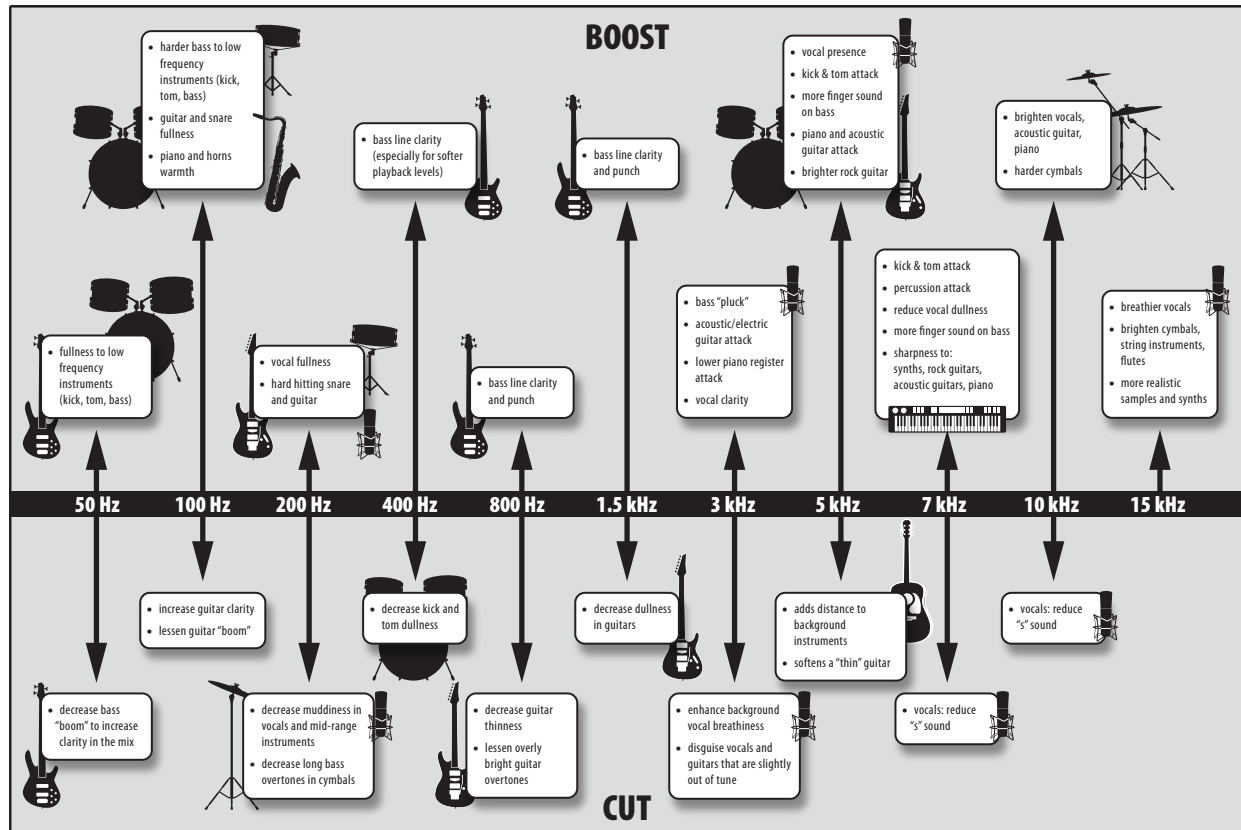 BOOST
• harder bass to low
frequency
instruments (kick,
tom, bass)
• guitar and snare
fullness
• piano and horns
warmth
• bass line clarity
(especially for softer
playback levels)
• bass line clarity
and punch
• vocal presence
• kick & tom attack
• more finger sound
on bass
• piano and acoustic
guitar attack
• brighter rock guitar
• brighten vocals,
acoustic guitar,
piano
• harder cymbals
• fullness to low
frequency
instruments
(kick, tom, bass)
• vocal fullness
• hard hitting snare
and guitar
• bass line clarity
and punch
• bass “pluck”
• acoustic/electric
guitar attack
• lower piano register
attack
• vocal clarity
• kick & tom attack
• percussion attack
• reduce vocal dullness
• more finger sound on bass
• sharpness to:
synths, rock guitars,
acoustic guitars, piano
• breathier vocals
• brighten cymbals,
string instruments,
flutes
• more realistic
samples and synths
50 Hz 100 Hz 200 Hz 400 Hz 800 Hz 1.5 kHz 3 kHz 5 kHz 7 kHz 10 kHz 15 kHz
• increase guitar clarity
• lessen guitar “boom”
• decrease kick and
tom dullness
• decrease dullness
in guitars
• adds distance to
background
instruments
• softens a “thin” guitar
• vocals: reduce
“s” sound
• decrease bass
“boom” to increase
clarity in the mix
• decrease muddiness in
vocals and mid-range
instruments
• decrease long bass
overtones in cymbals
• decrease guitar
thinness
• lessen overly
bright guitar
overtones
• enhance background
vocal breathiness
• disguise vocals and
guitars that are slightly
out of tune
• vocals: reduce
“s” sound
CUT